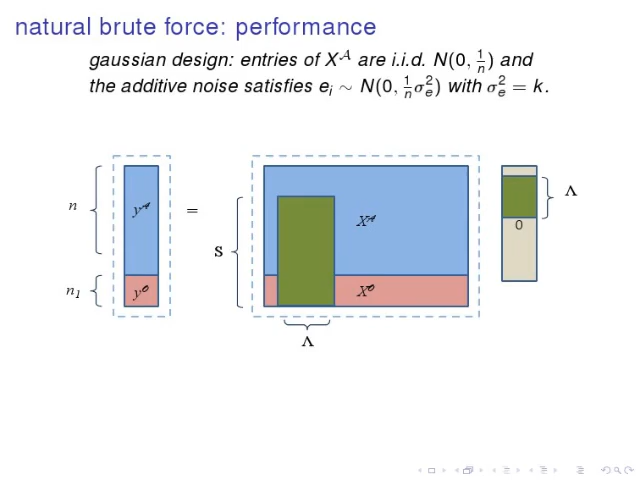 natural brute force: performance
gaussian design: entries of X^𝒜 are i.i.d. N(0, 1/n) and
the additive noise satisfies e_i ∼ N(0, 1/n σ_e^2) with σ_e^2 = k.
n
y^𝒜
=
S
X^𝒜
Λ
0
n_1
y^𝒪
X^𝒪
Λ